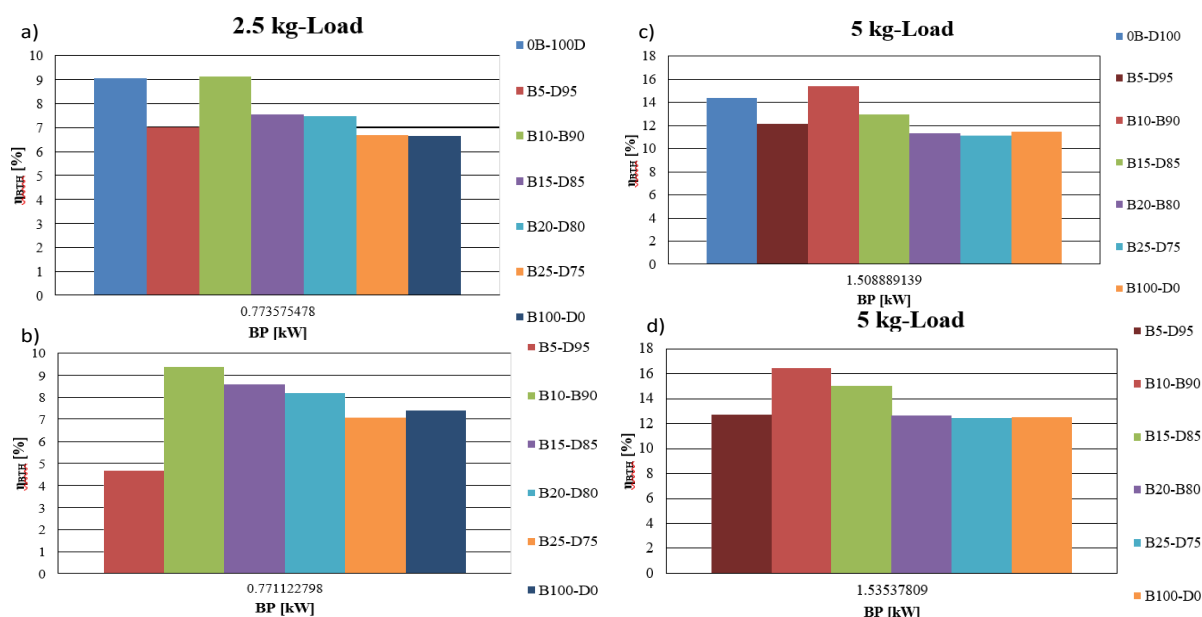 a)
2.5 kg-Load
10
9
8
7
6
5
4
3
2
1
0
ηBTH [%]
0.773575478
BP [kW]
0B-100D
B5-D95
B10-B90
B15-D85
B20-D80
B25-D75
B100-D0
b)
10
9
8
7
6
5
4
3
2
1
0
ηBTH [%]
0.771122798
BP [kW]
B5-D95
B10-B90
B15-D85
B20-D80
B25-D75
B100-D0
c)
5 kg-Load
18
16
14
12
10
8
6
4
2
0
ηBTH [%]
1.508889139
BP [kW]
0B-D100
B5-D95
B10-B90
B15-D85
B20-B80
B25-D75
B100-D0
d)
5 kg-Load
18
16
14
12
10
8
6
4
2
0
ηBTH [%]
1.53537809
BP [kW]
B5-D95
B10-B90
B15-D85
B20-B80
B25-D75
B100-D0